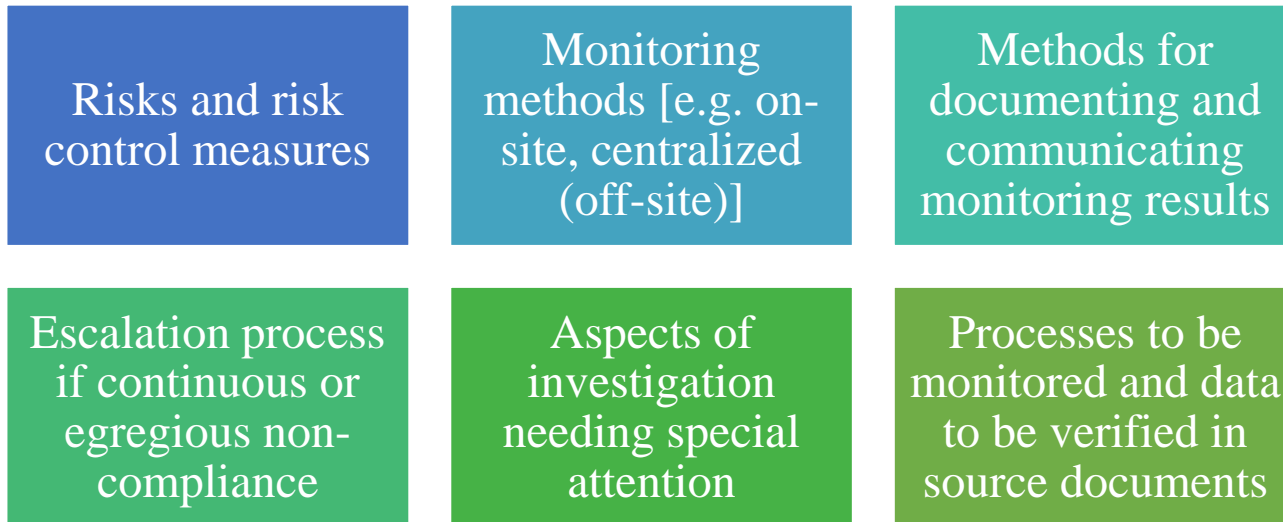 Risks and risk
control measures
Monitoring
methods [e.g. on-
site, centralized
(off-site)]
Methods for
documenting and
communicating
monitoring results
Escalation process
if continuous or
egregious non-
compliance
Aspects of
investigation
needing special
attention
Processes to be
monitored and data
to be verified in
source documents